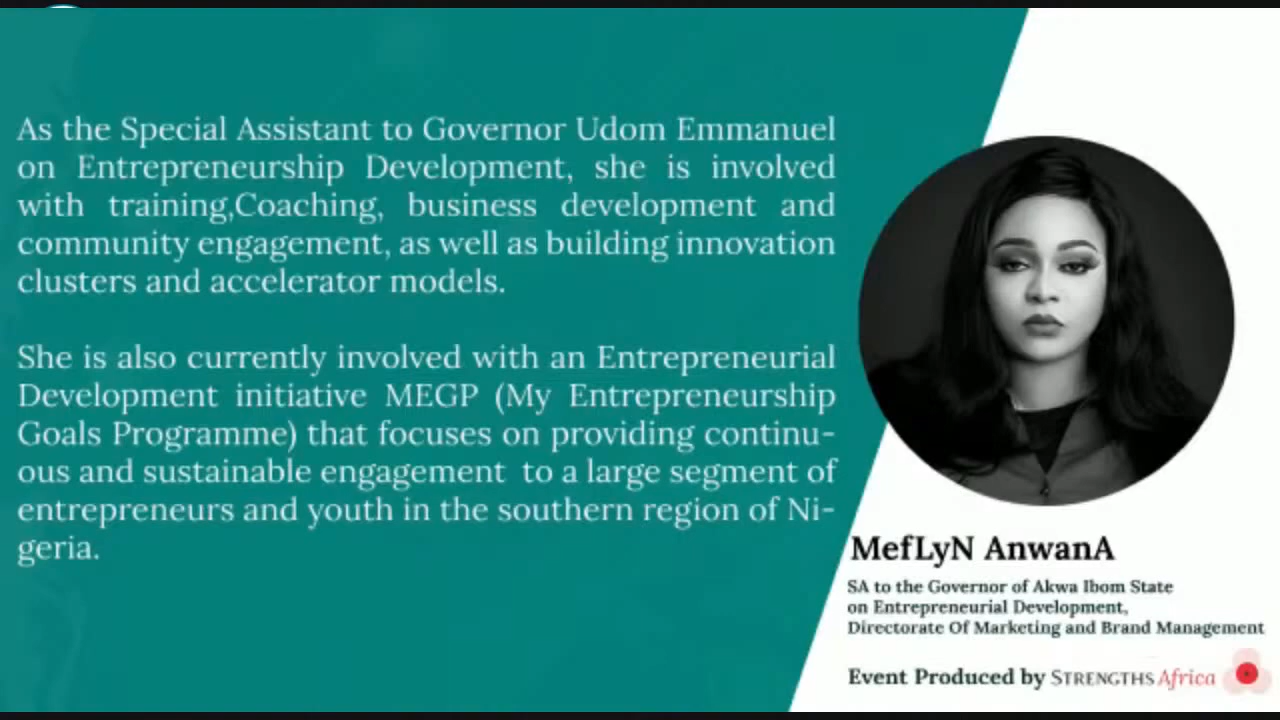 As the Special Assistant to Governor Udom Emmanuel
on Entrepreneurship Development, she is involved
with training,Coaching, business development and
community engagement, as well as building innovation
clusters and accelerator models.
She is also currently involved with an Entrepreneurial
Development initiative MEGP (My Entrepreneurship
Goals Programme) that focuses on providing continu-
ous and sustainable engagement to a large segment of
entrepreneurs and youth in the southern region of Ni-
geria.
MefLyN AnwanA
SA to the Governor of Akwa Ibom State
on Entrepreneurial Development,
Directorate Of Marketing and Brand Management
Event Produced by STRENGTHS Africa